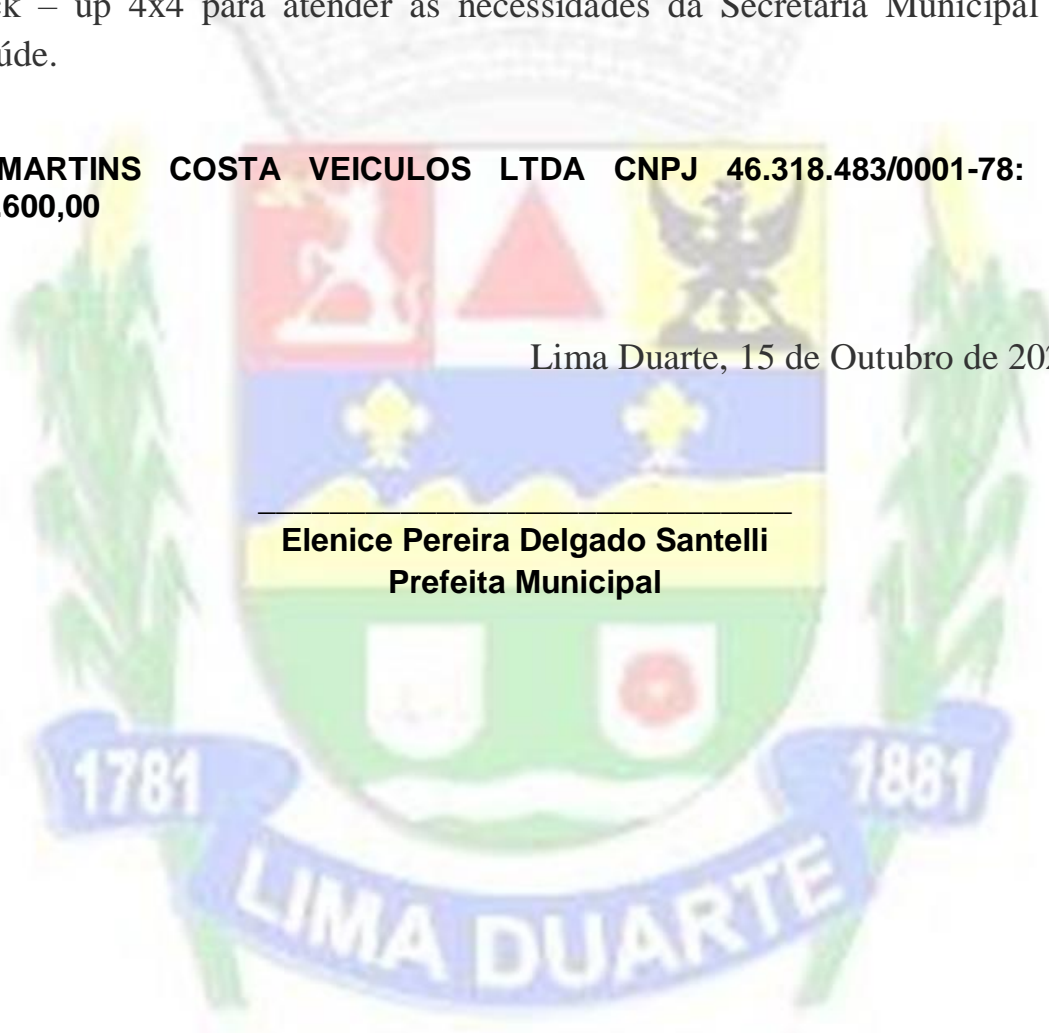 ck – up 4x4 para atender as necessidades da Secretaria Municipal
úde.
MARTINS COSTA VEICULOS LTDA CNPJ 46.318.483/0001-78:
.600,00
Lima Duarte, 15 de Outubro de 202
Elenice Pereira Delgado Santelli
Prefeita Municipal
1781
1881
LIMA DUARTE